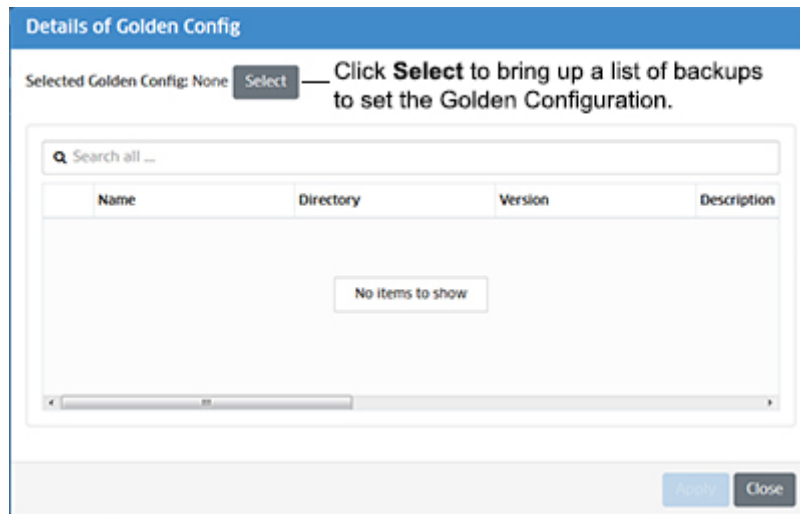 Details of Golden Config
Selected Golden Config: None Select Click Select to bring up a list of backups
to set the Golden Configuration.
Search all ...
Name Directory Version Description
No items to show
Apply Close